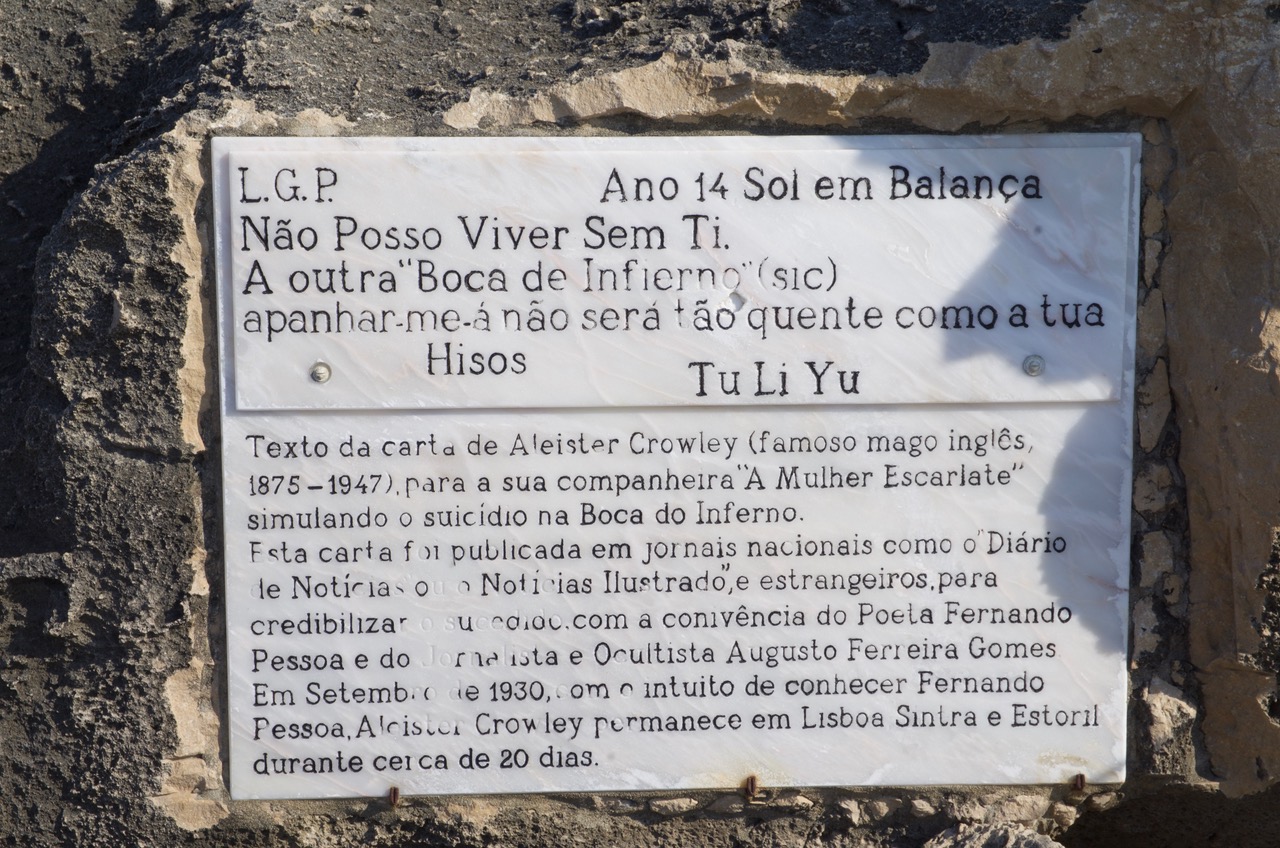 L.G.P. Ano 14 Sol em Balança
Não Posso Viver Sem Ti.
A outra "Boca de Infierno" (sic)
apanhar-me-á não será tão quente como a tua
Hisos
Tu Li Yu
Texto da carta de Aleister Crowley (famoso mago inglês,
1875-1947), para a sua companheira "A Mulher Escarlate"
simulando o suicídio na Boca do Inferno.
Esta carta foi publicada em jornais nacionais como o "Diário
de Notícias ou o Notícias Ilustrado", e estrangeiros, para
credibilizar o sucedido, com a conivência do Poeta Fernando
Pessoa e do Jornalista e Ocultista Augusto Ferreira Gomes
Em Setembro de 1930, com o intuito de conhecer Fernando
Pessoa, Aleister Crowley permanece em Lisboa Sintra e Estoril
durante cerca de 20 dias.